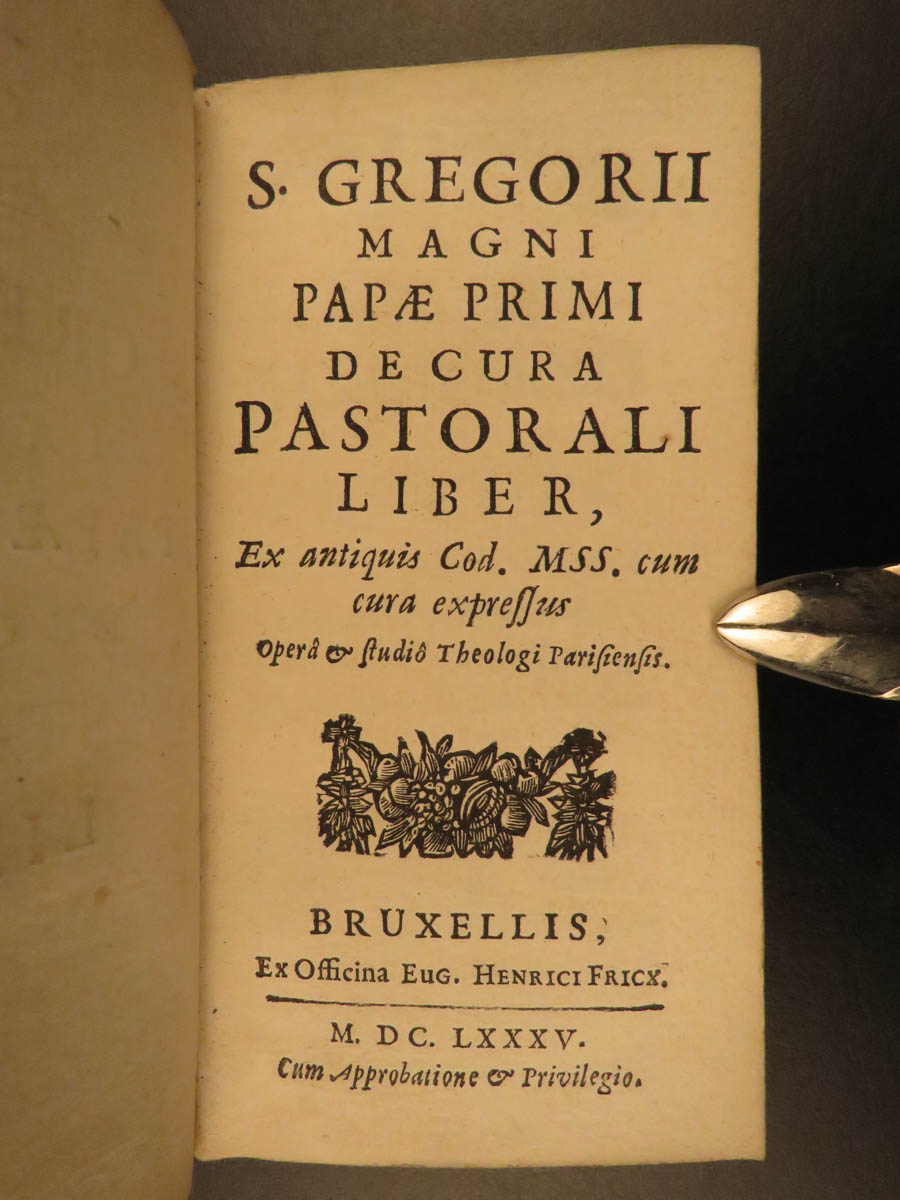 S. GREGORII
MAGNI
PAPÆ PRIMI
DE CURA
PASTORALI
LIBER,
Ex antiquis Cod. MSS. cum
cura expreſſus
Operâ & ſtudiô Theologi Pariſienſis.
BRUXELLIS,
Ex Officina EUG. HENRICI FRICX.
M. DC. LXXXV.
Cum Approbatione & Privilegio.